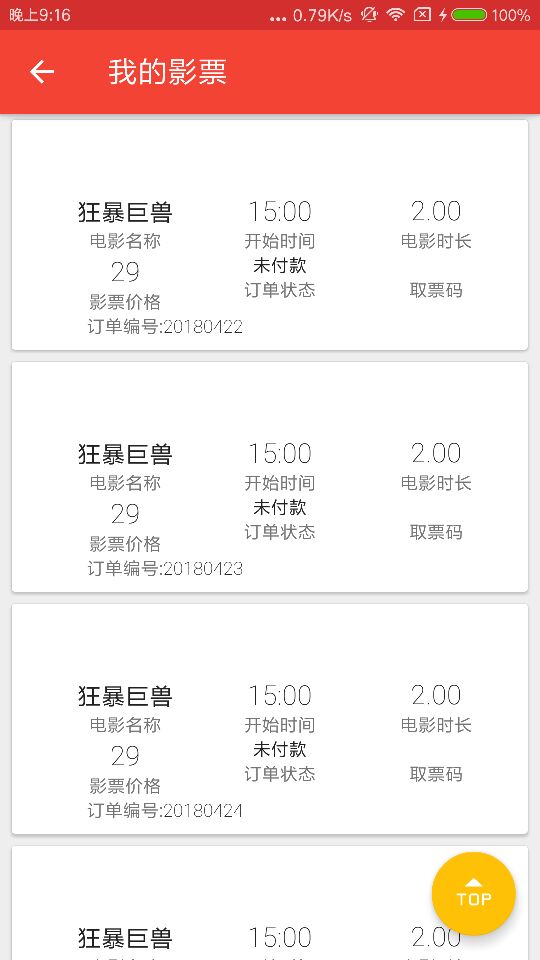 晚上9:16 ... 0.79K/s 100%
我的影票
狂暴巨兽 15:00 2.00
电影名称 开始时间 电影时长
29 未付款
影票价格 订单状态 取票码
订单编号:20180422
狂暴巨兽 15:00 2.00
电影名称 开始时间 电影时长
29 未付款
影票价格 订单状态 取票码
订单编号:20180423
狂暴巨兽 15:00 2.00
电影名称 开始时间 电影时长
29 未付款
影票价格 订单状态 取票码
订单编号:20180424
TOP
狂暴巨兽 15:00 2.00